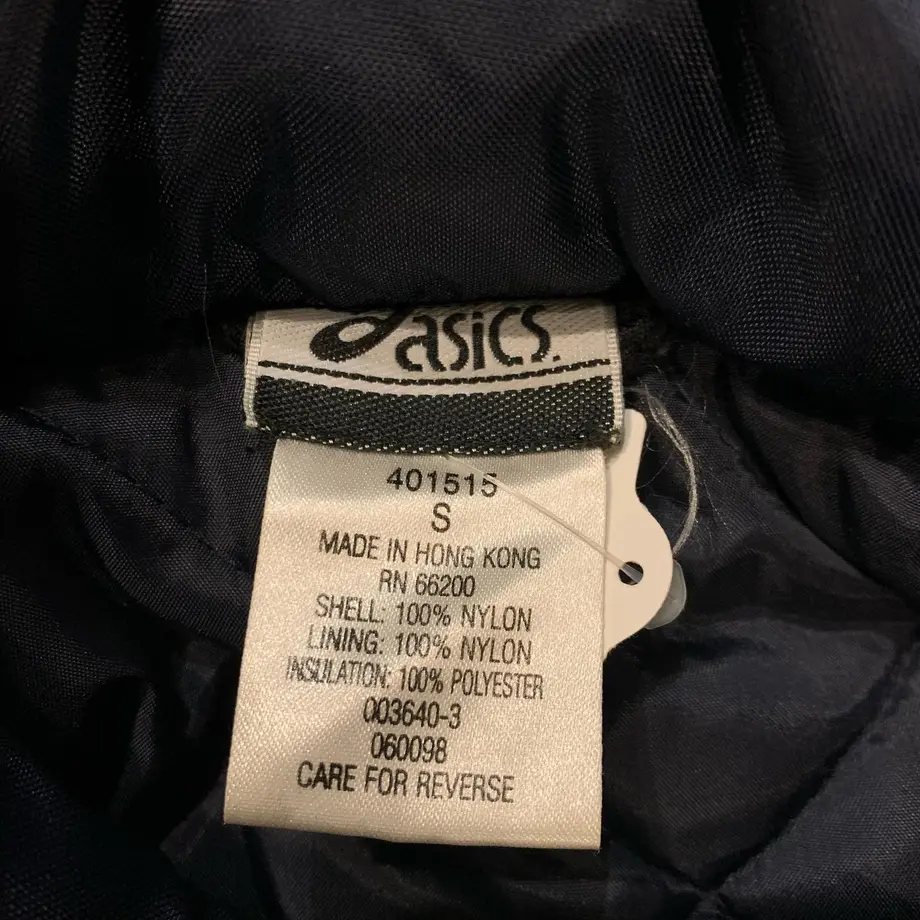 asics.
401515
S
MADE IN HONG KONG
RN 66200
SHELL: 100% NYLON
LINING: 100% NYLON
INSULATION: 100% POLYESTER
003640-3
060098
CARE FOR REVERSE